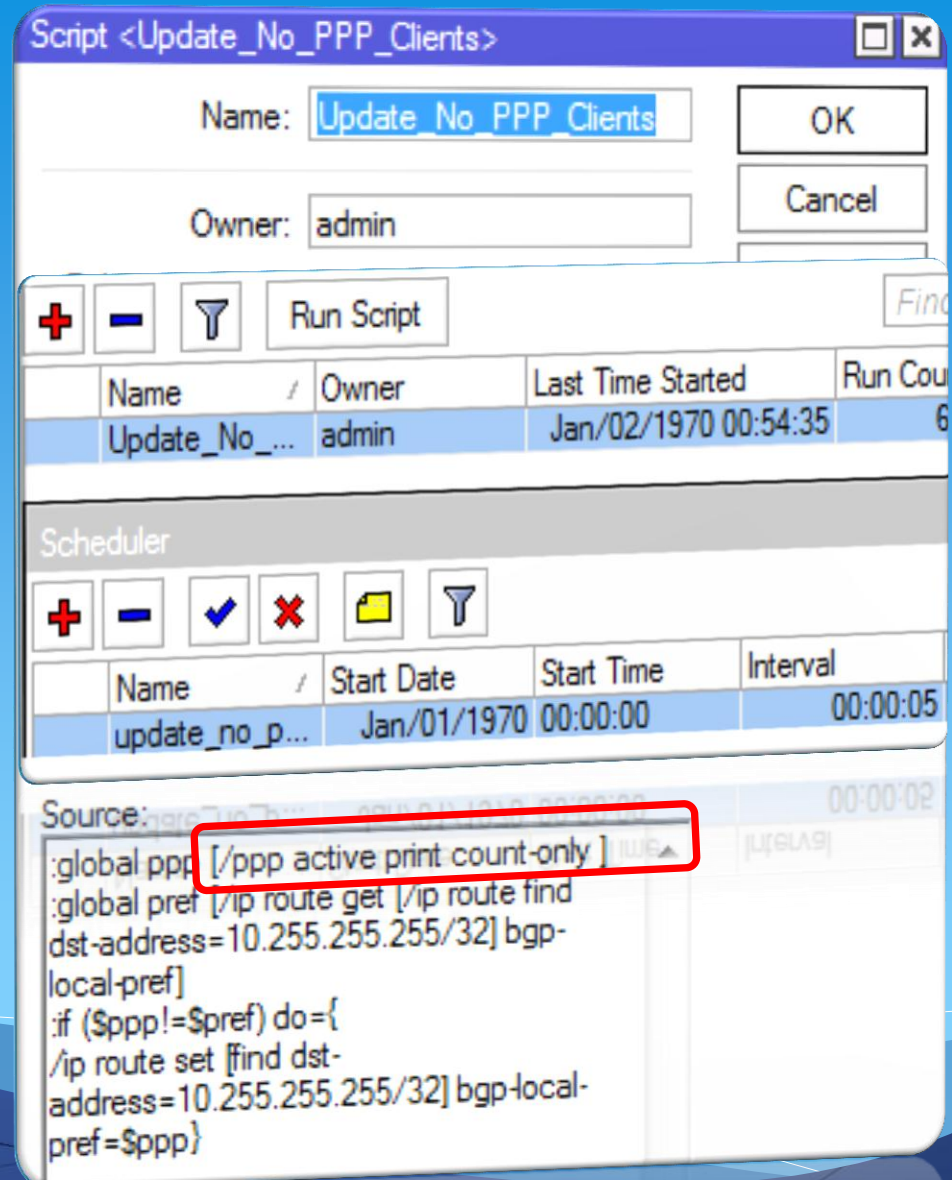 Script <Update_No_PPP_Clients>
Name: Update_No_PPP_Clients
OK
Cancel
Owner: admin
Run Script
Find
Name / Owner Last Time Started Run Cou
Update_No_... admin Jan/02/1970 00:54:35 6
Scheduler
Name / Start Date Start Time Interval
update_no_p... Jan/01/1970 00:00:00 00:00:05
Source:
:global ppp [/ppp active print count-only ]
:global pref [/ip route get [/ip route find
dst-address=10.255.255.255/32] bgp-
local-pref]
:if ($ppp!=$pref) do={
/ip route set [find dst-
address=10.255.255.255/32] bgp-local-
pref=$ppp}